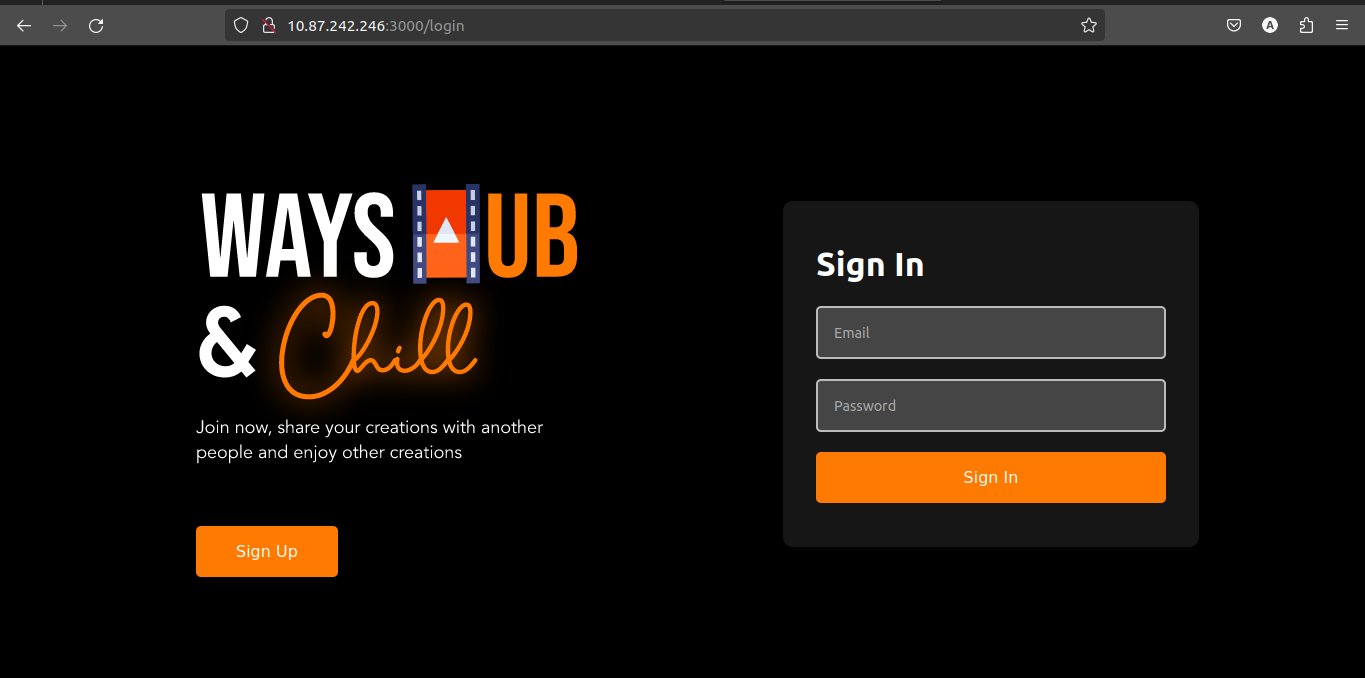 10.87.242.246:3000/login
A
WAYS HUB
& Chill
Join now, share your creations with another
people and enjoy other creations
Sign Up
Sign In
Email
Password
Sign In